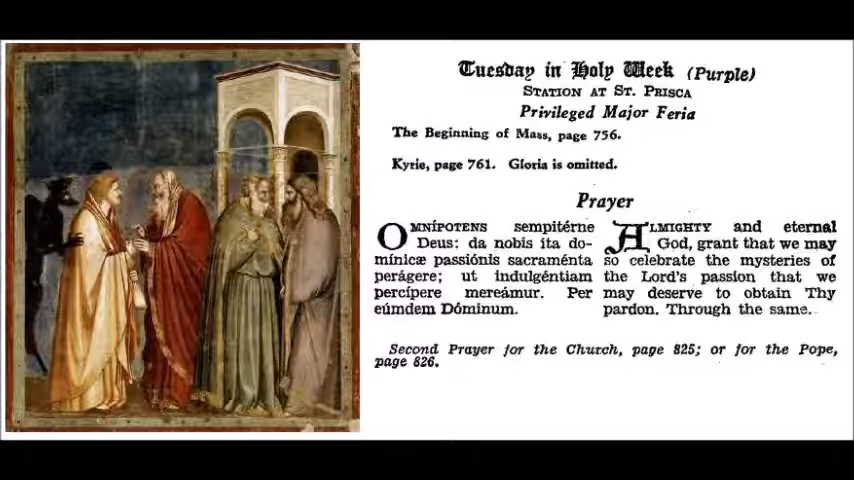 Tuesday in Holy Week (Purple)
STATION AT ST. PRISCA
Privileged Major Feria
The Beginning of Mass, page 756.
Kyrie, page 761. Gloria is omitted.
Prayer
OMNÍPOTENS sempitérne
Deus: da nobis ita do-
mínicæ passiónis sacraménta
perágere; ut indulgéntiam
percípere mereámur. Per
eúmdem Dóminum.
ALMIGHTY and eternal
God, grant that we may
so celebrate the mysteries of
the Lord's passion that we
may deserve to obtain Thy
pardon. Through the same.
Second Prayer for the Church, page 825; or for the Pope,
page 826.